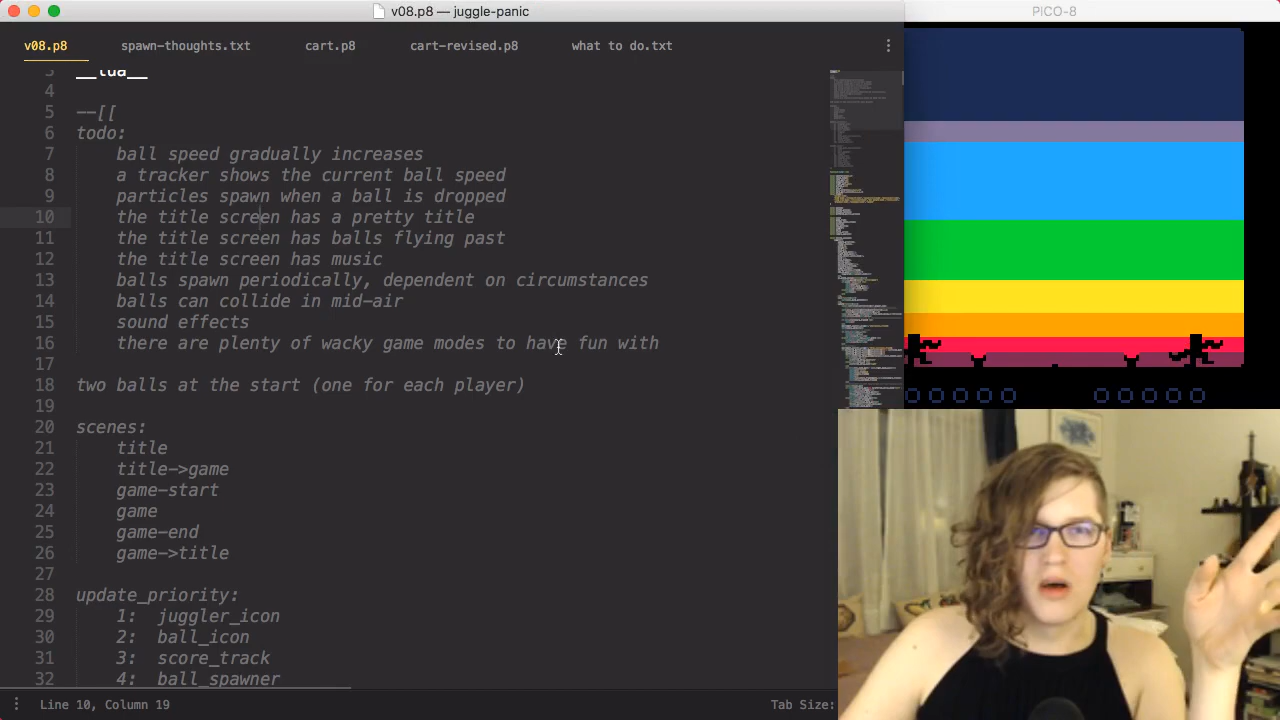 v08.p8 — juggle-panic
PICO-8
v08.p8
spawn-thoughts.txt
cart.p8
cart-revised.p8
what to do.txt
3 __lua__
4
5 --[[
6 todo:
7 ball speed gradually increases
8 a tracker shows the current ball speed
9 particles spawn when a ball is dropped
10 the title screen has a pretty title
11 the title screen has balls flying past
12 the title screen has music
13 balls spawn periodically, dependent on circumstances
14 balls can collide in mid-air
15 sound effects
16 there are plenty of wacky game modes to have fun with
17
18 two balls at the start (one for each player)
19
20 scenes:
21 title
22 title->game
23 game-start
24 game
25 game-end
26 game->title
27
28 update_priority:
29 1: juggler_icon
30 2: ball_icon
31 3: score_track
32 4: ball_spawner
Line 10, Column 19
Tab Size: